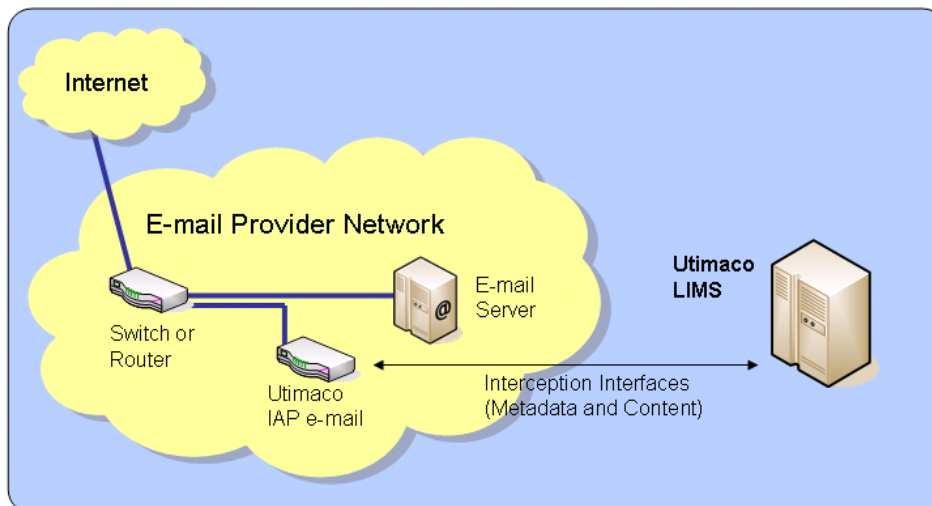 Internet
E-mail Provider Network
Utimaco
LIMS
E-mail
Server
@
Switch or
Router
Utimaco
IAP e-mail
Interception Interfaces
(Metadata and Content)